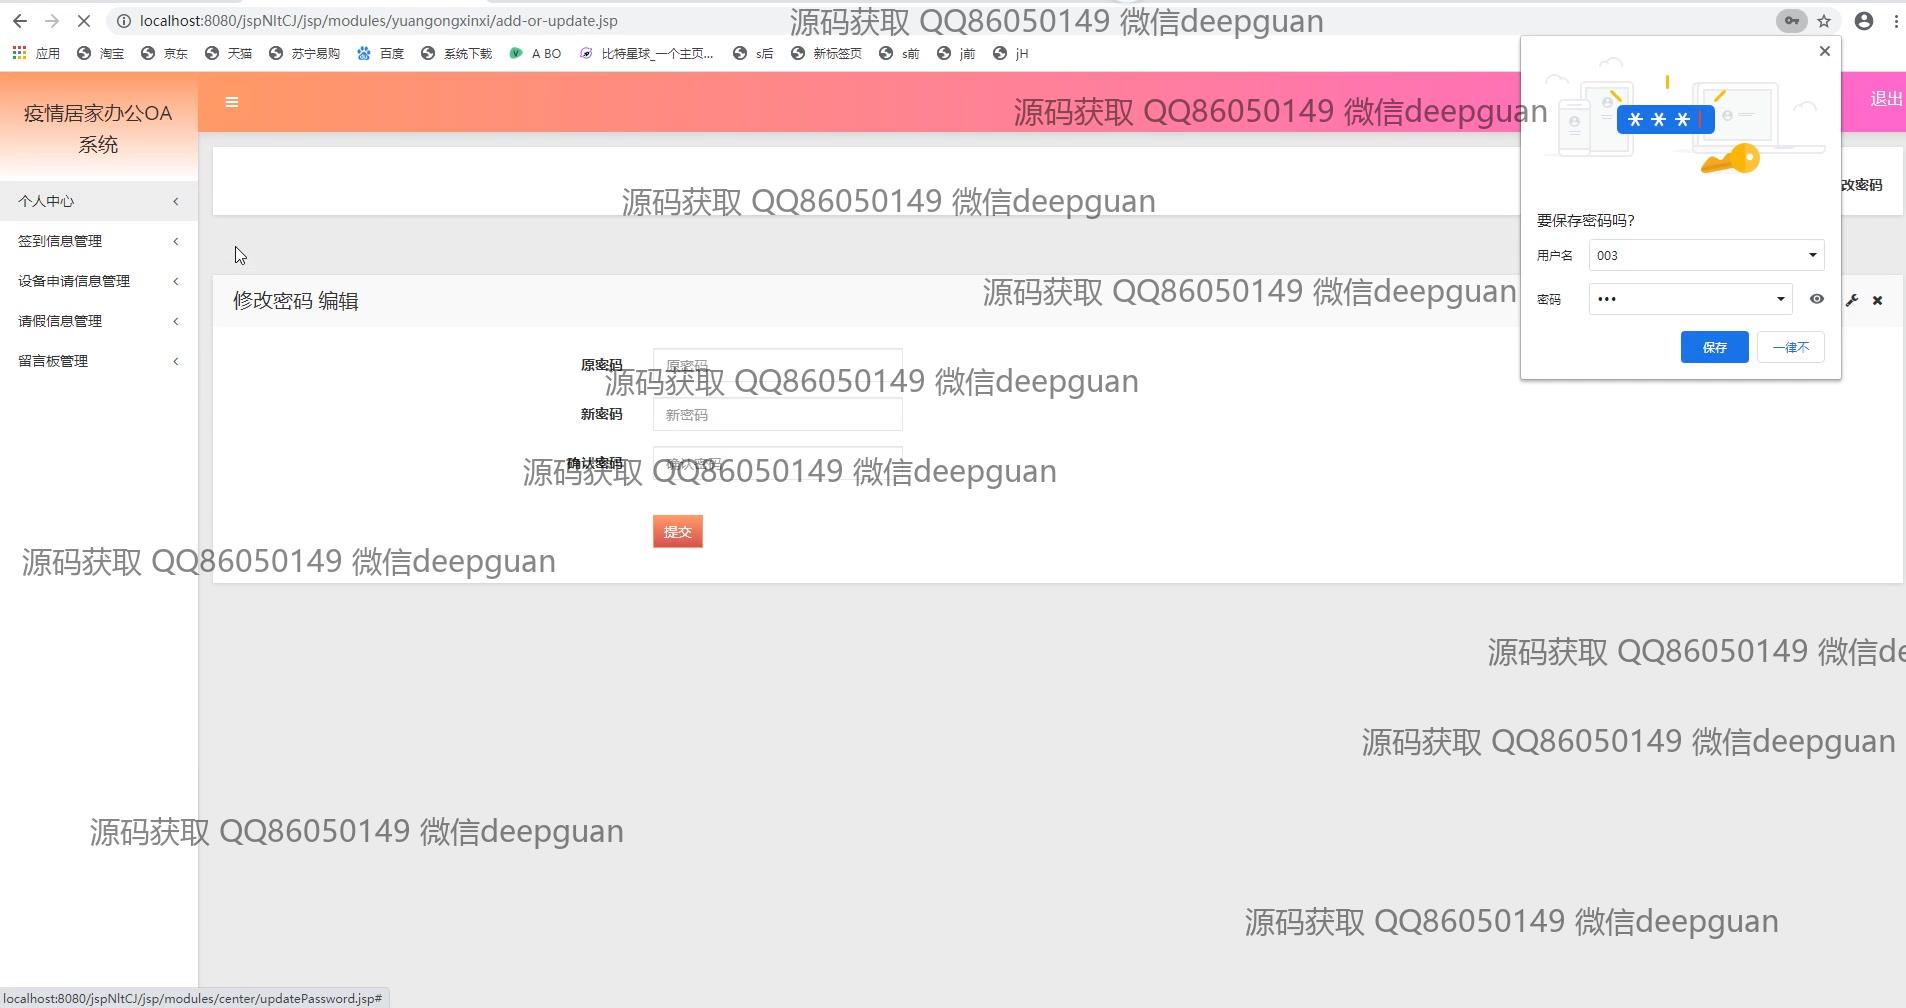 localhost:8080/jspNltCJ/jsp/modules/yuangongxinxi/add-or-update.jsp
源码获取 QQ86050149 微信deepguan
应用 淘宝 京东 天猫 苏宁易购 百度 系统下载 A BO 比特星球_一个主页... s后 新标签页 s前 j前 jH
疫情居家办公OA
系统
源码获取 QQ86050149 微信deepguan
退出
* * *
个人中心
源码获取 QQ86050149 微信deepguan
改密码
要保存密码吗?
签到信息管理
用户名 003
设备申请信息管理
修改密码 编辑
源码获取 QQ86050149 微信deepguan
密码 •••
请假信息管理
保存 一律不
留言板管理
原密码 原密码
源码获取 QQ86050149 微信deepguan
新密码 新密码
确认密码 确认密码
源码获取 QQ86050149 微信deepguan
提交
源码获取 QQ86050149 微信deepguan
源码获取 QQ86050149 微信de
源码获取 QQ86050149 微信deepguan
源码获取 QQ86050149 微信deepguan
源码获取 QQ86050149 微信deepguan
localhost:8080/jspNltCJ/jsp/modules/center/updatePassword.jsp#